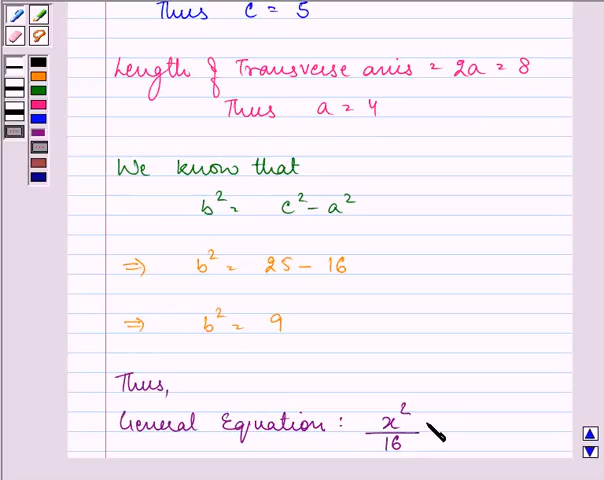 Thus c = 5
Length of Transverse axis = 2a = 8
Thus a = 4
We know that
b² = c² - a²
⇒ b² = 25 - 16
⇒ b² = 9
Thus,
General Equation : x²/16